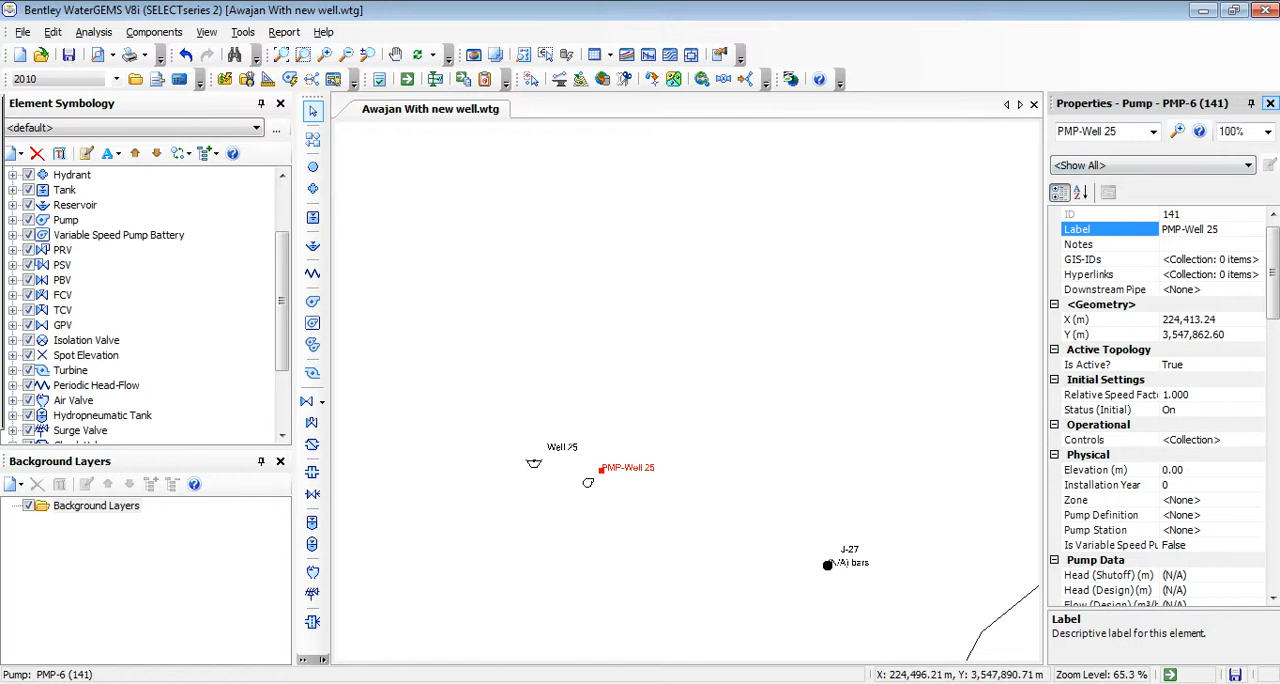 Bentley WaterGEMS V8i (SELECTseries 2) [Awajan With new well.wtg]
File Edit Analysis Components View Tools Report Help
2010
Element Symbology
<default>
...
Hydrant
Tank
Reservoir
Pump
Variable Speed Pump Battery
PRV
PSV
PBV
FCV
TCV
GPV
Isolation Valve
Spot Elevation
Turbine
Periodic Head-Flow
Air Valve
Hydropneumatic Tank
Surge Valve
Background Layers
Background Layers
Awajan With new well.wtg
Well 25
PMP-Well 25
J-27
(N/A) bars
Properties - Pump - PMP-6 (141)
PMP-Well 25 100%
<Show All>
ID 141
Label PMP-Well 25
Notes
GIS-IDs <Collection: 0 items>
Hyperlinks <Collection: 0 items>
Downstream Pipe <None>
<Geometry>
X (m) 224,413.24
Y (m) 3,547,862.60
Active Topology
Is Active? True
Initial Settings
Relative Speed Facto 1.000
Status (Initial) On
Operational
Controls <Collection>
Physical
Elevation (m) 0.00
Installation Year 0
Zone <None>
Pump Definition <None>
Pump Station <None>
Is Variable Speed Pu False
Pump Data
Head (Shutoff) (m) (N/A)
Head (Design) (m) (N/A)
Label
Descriptive label for this element.
Pump: PMP-6 (141)
X: 224,496.21 m, Y: 3,547,890.71 m Zoom Level: 65.3 %